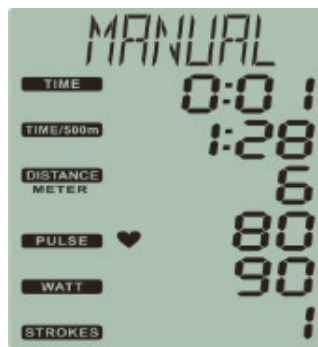 MANUAL
TIME 0:01
TIME/500m 1:28
DISTANCE METER 6
PULSE 80
WATT 90
STROKES 1